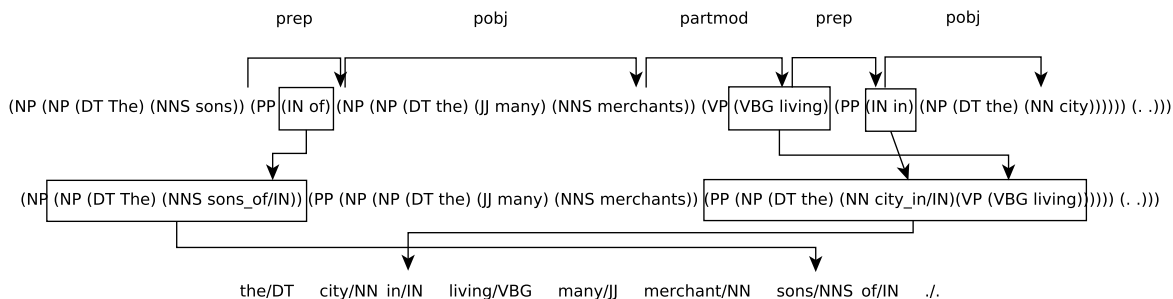 prep pobj partmod prep pobj
(NP (NP (DT The) (NNS sons)) (PP (IN of) (NP (NP (DT the) (JJ many) (NNS merchants)) (VP (VBG living) (PP (IN in) (NP (DT the) (NN city)))))) (. .)))
(NP (NP (DT The) (NNS sons_of/IN)) (PP (NP (NP (DT the) (JJ many) (NNS merchants)) (PP (NP (DT the) (NN city_in/IN)(VP (VBG living)))))) (. .)))
the/DT city/NN in/IN living/VBG many/JJ merchant/NN sons/NNS of/IN ./.